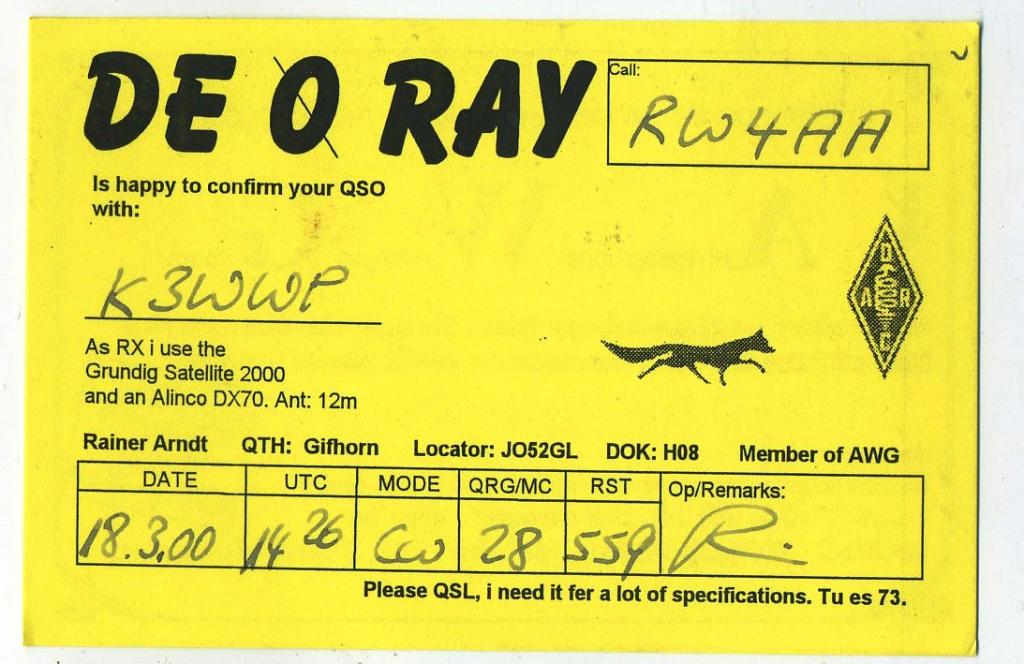 DE Ø RAY
Call:
RW4AA
Is happy to confirm your QSO
with:
K3WWP
As RX i use the
Grundig Satellite 2000
and an Alinco DX70. Ant: 12m
Rainer Arndt QTH: Gifhorn Locator: JO52GL DOK: H08 Member of AWG
DATE UTC MODE QRG/MC RST Op/Remarks:
18.3.00 14 26 CW 28 559 R.
Please QSL, i need it fer a lot of specifications. Tu es 73.